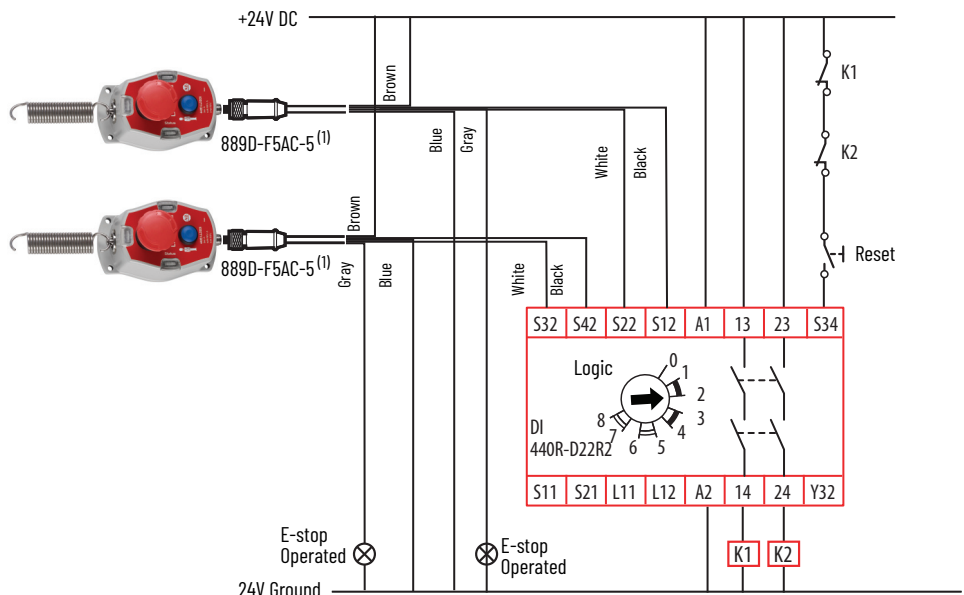 +24V DC
Brown
K1
889D-F5AC-5 (1)
Blue
Gray
White
Black
K2
Brown
889D-F5AC-5 (1)
Gray
Blue
White
Black
Reset
S32 S42 S22 S12 A1 13 23 S34
Logic
0
1
2
3
4
5
6
7
8
DI
440R-D22R2
S11 S21 L11 L12 A2 14 24 Y32
E-stop
Operated
E-stop
Operated
K1 K2
24V Ground